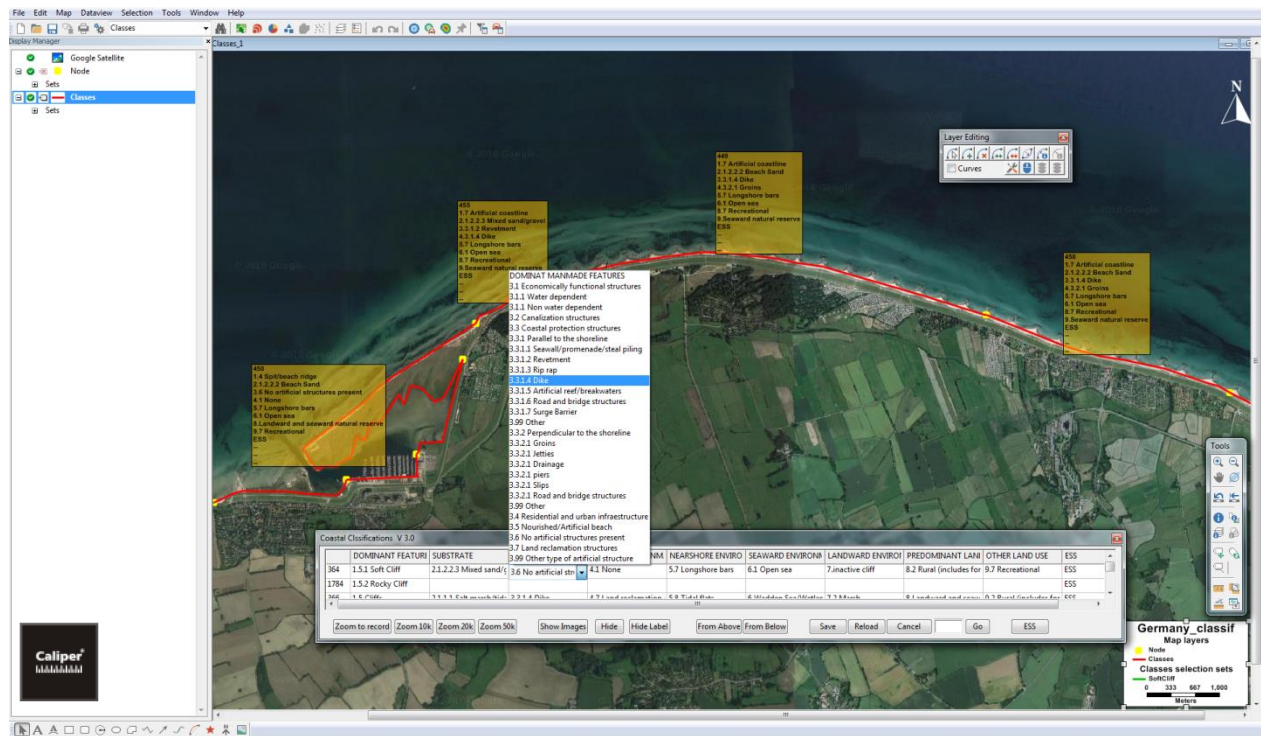 File Edit Map Dataview Selection Tools Window Help
Classes
Display Manager
Google Satellite
Node
Sets
Classes
Sets
Classes_1
N
Layer Editing
Curves
449
1.7 Artificial coastline
2.1.2.2.2 Beach Sand
3.3.1.4 Dike
4.3.2.1 Groins
5.7 Longshore bars
6.1 Open sea
8.7 Recreational
9.Seaward natural reserve
ESS
455
1.7 Artificial coastline
2.1.2.2.3 Mixed sand/gravel
3.3.1.2 Revetment
4.3.1.4 Dike
5.7 Longshore bars
6.1 Open sea
8.7 Recreational
9.Seaward natural reserve
ESS
458
1.7 Artificial coastline
2.1.2.2.2 Beach Sand
3.3.1.4 Dike
4.3.2.1 Groins
5.7 Longshore bars
6.1 Open sea
8.7 Recreational
9.Seaward natural reserve
ESS
450
1.4 Spit/beach ridge
2.1.2.2.2 Beach Sand
3.6 No artificial structures present
4.1 None
5.7 Longshore bars
6.1 Open sea
8.Landward and seaward natural reserve
9.7 Recreational
ESS
DOMINAT MANMADE FEATURES
3.1 Economically functional structures
3.1.1 Water dependent
3.1.1 Non water dependent
3.2 Canalization structures
3.3 Coastal protection structures
3.3.1 Parallel to the shoreline
3.3.1.1 Seawall/promenade/steal piling
3.3.1.2 Revetment
3.3.1.3 Rip rap
3.3.1.4 Dike
3.3.1.5 Artificial reef/breakwaters
3.3.1.6 Road and bridge structures
3.3.1.7 Surge Barrier
3.99 Other
3.3.2 Perpendicular to the shoreline
3.3.2.1 Groins
3.3.2.1 Jetties
3.3.2.1 Drainage
3.3.2.1 piers
3.3.2.1 Slips
3.3.2.1 Road and bridge structures
3.99 Other
3.4 Residential and urban infraestructure
3.5 Nourished/Artificial beach
3.6 No artificial structures present
3.7 Land reclamation structures
3.99 Other type of artificial structure
Tools
Coastal Clssifications V 3.0
DOMINANT FEATURI SUBSTRATE NEARSHORE ENVIRO SEAWARD ENVIRONM LANDWARD ENVIROI PREDOMINANT LANI OTHER LAND USE ESS
364 1.5.1 Soft Cliff 2.1.2.2.3 Mixed sand/g 3.6 No artificial stru 4.1 None 5.7 Longshore bars 6.1 Open sea 7.inactive cliff 8.2 Rural (includes for 9.7 Recreational ESS
1784 1.5.2 Rocky Cliff ESS
Zoom to record Zoom 10k Zoom 20k Zoom 50k Show Images Hide Hide Label From Above From Below Save Reload Cancel Go ESS
Caliper
Germany_classif
Map layers
Node
Classes
Classes selection sets
SoftCliff
0 333 667 1,000
Meters